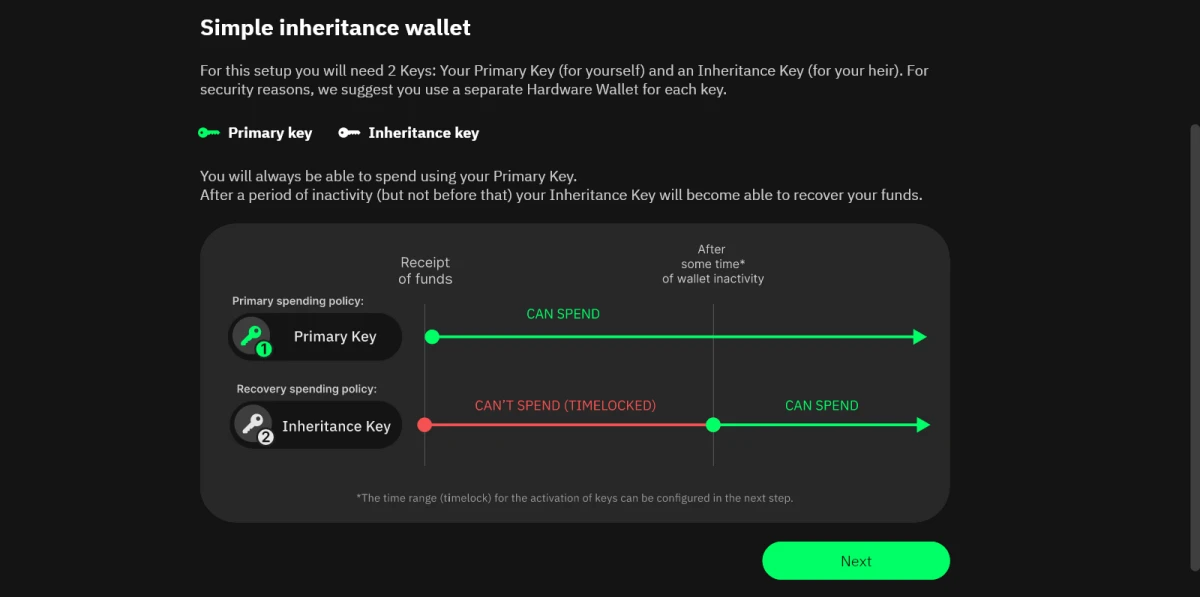 Simple inheritance wallet
For this setup you will need 2 Keys: Your Primary Key (for yourself) and an Inheritance Key (for your heir). For
security reasons, we suggest you use a separate Hardware Wallet for each key.
Primary key Inheritance key
You will always be able to spend using your Primary Key.
After a period of inactivity (but not before that) your Inheritance Key will become able to recover your funds.
Receipt
of funds
After
some time*
of wallet inactivity
Primary spending policy:
CAN SPEND
1 Primary Key
Recovery spending policy:
CAN’T SPEND (TIMELOCKED) CAN SPEND
2 Inheritance Key
*The time range (timelock) for the activation of keys can be configured in the next step.
Next